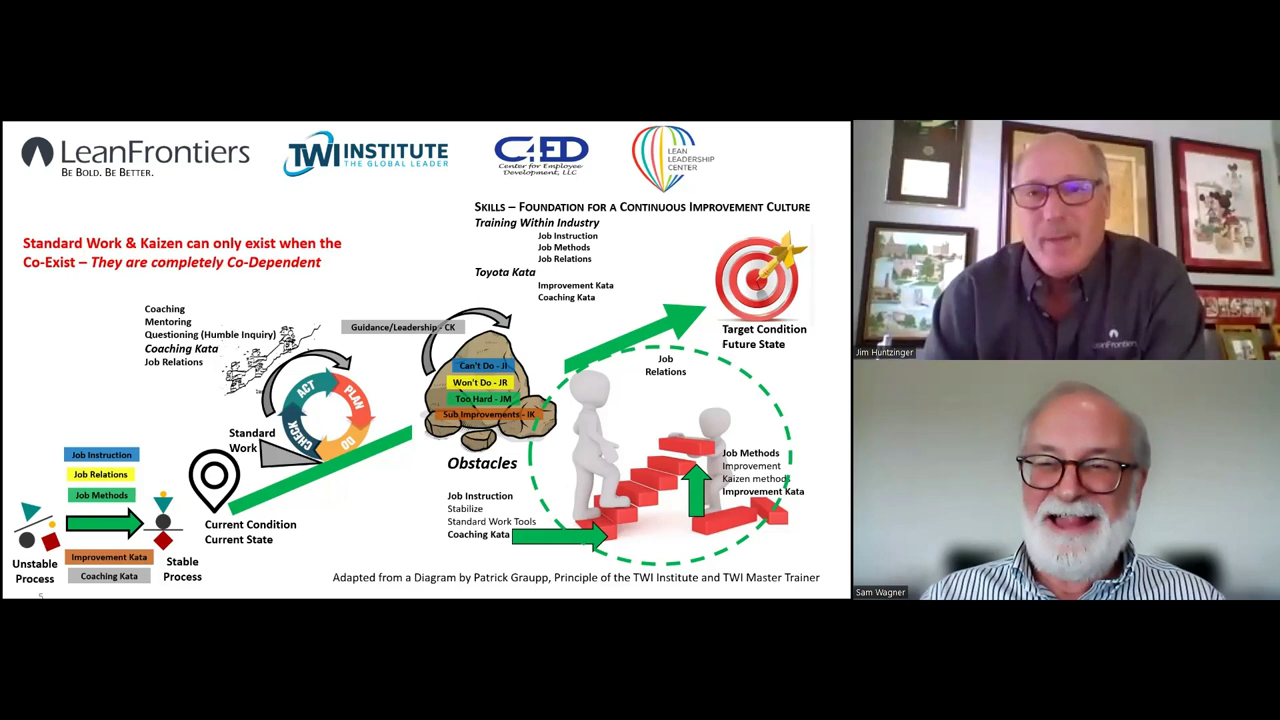 LeanFrontiers
BE BOLD. BE BETTER.
TWI INSTITUTE
THE GLOBAL LEADER
C4ED
Center for Employee
Development, LLC
LEAN
LEADERSHIP
CENTER
SKILLS – FOUNDATION FOR A CONTINUOUS IMPROVEMENT CULTURE
Training Within Industry
Job Instruction
Job Methods
Job Relations
Toyota Kata
Improvement Kata
Coaching Kata
Standard Work & Kaizen can only exist when the
Co-Exist – They are completely Co-Dependent
Coaching
Mentoring
Questioning (Humble Inquiry)
Coaching Kata
Job Relations
Guidance/Leadership - CK
Target Condition
Future State
ACT
PLAN
CHECK
DO
Can't Do - JI
Won't Do - JR
Too Hard - JM
Sub Improvements - IK
Obstacles
Job
Relations
Standard
Work
Job Instruction
Job Relations
Job Methods
Improvement Kata
Coaching Kata
Unstable
Process
Stable
Process
Current Condition
Current State
Job Instruction
Stabilize
Standard Work Tools
Coaching Kata
Job Methods
Improvement
Kaizen methods
Improvement Kata
Adapted from a Diagram by Patrick Graupp, Principle of the TWI Institute and TWI Master Trainer
5
LeanFrontiers
Jim Huntzinger
Sam Wagner